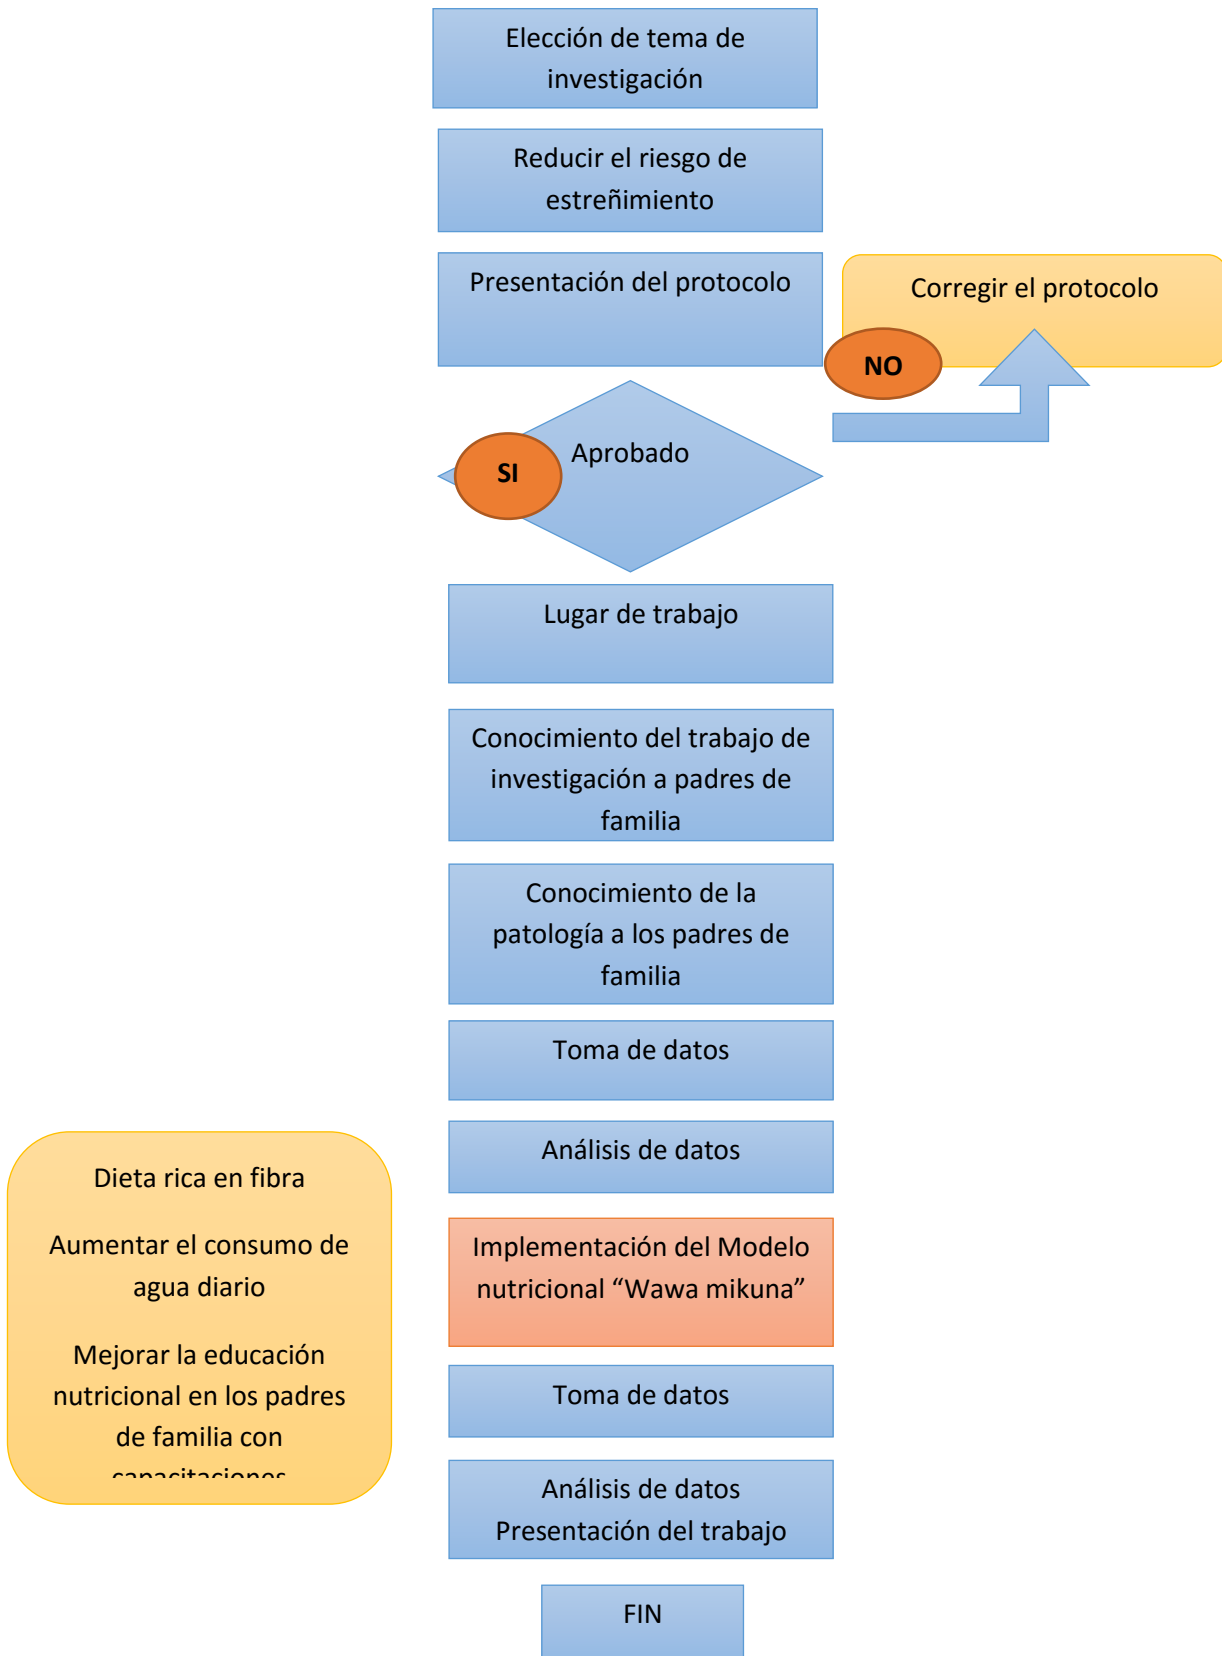 Elección de tema de
investigación
Reducir el riesgo de
estreñimiento
Presentación del protocolo
Corregir el protocolo
NO
Aprobado
SI
Lugar de trabajo
Conocimiento del trabajo de
investigación a padres de
familia
Conocimiento de la
patología a los padres de
familia
Toma de datos
Análisis de datos
Dieta rica en fibra
Aumentar el consumo de
agua diario
Mejorar la educación
nutricional en los padres
de familia con
capacitaciones
Implementación del Modelo
nutricional “Wawa mikuna”
Toma de datos
Análisis de datos
Presentación del trabajo
FIN